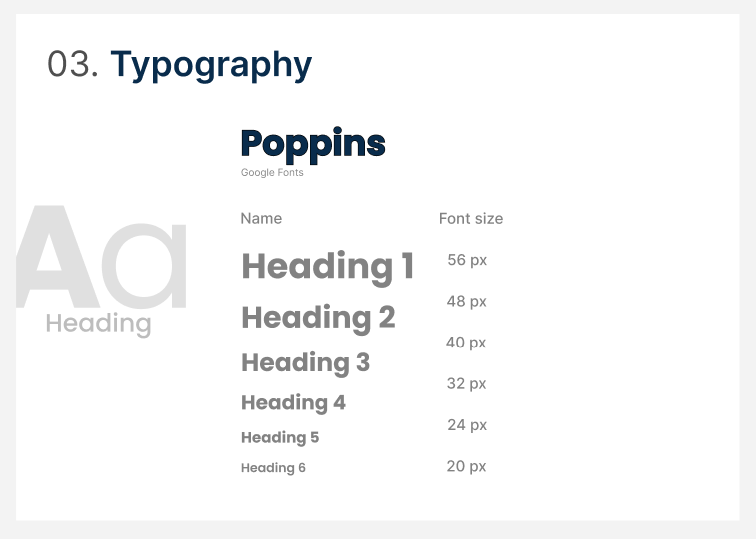 03. Typography
Poppins
Google Fonts
Aa
Heading
Name Font size
Heading 1 56 px
Heading 2 48 px
Heading 3 40 px
Heading 4 32 px
Heading 5 24 px
Heading 6 20 px